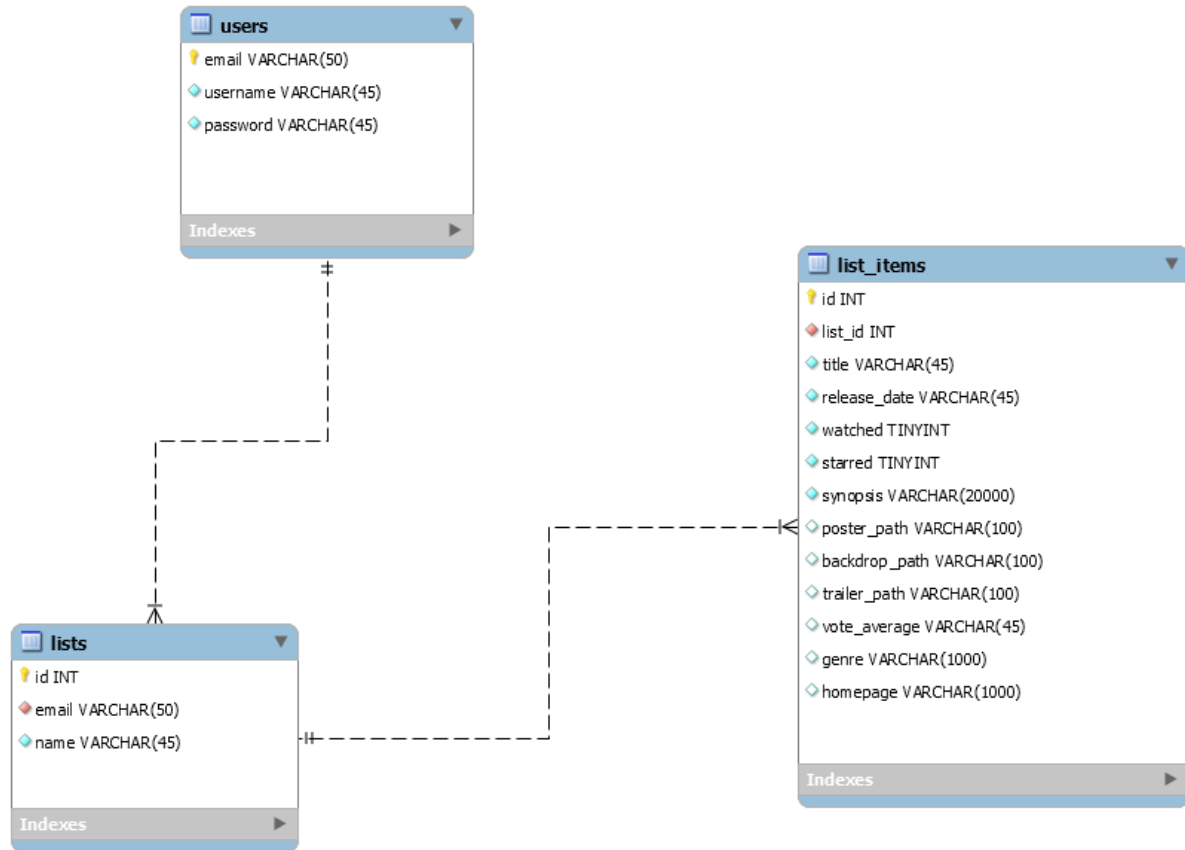 users
email VARCHAR(50)
username VARCHAR(45)
password VARCHAR(45)
Indexes
list_items
id INT
list_id INT
title VARCHAR(45)
release_date VARCHAR(45)
watched TINYINT
starred TINYINT
synopsis VARCHAR(20000)
poster_path VARCHAR(100)
backdrop_path VARCHAR(100)
trailer_path VARCHAR(100)
vote_average VARCHAR(45)
genre VARCHAR(1000)
homepage VARCHAR(1000)
Indexes
lists
id INT
email VARCHAR(50)
name VARCHAR(45)
Indexes